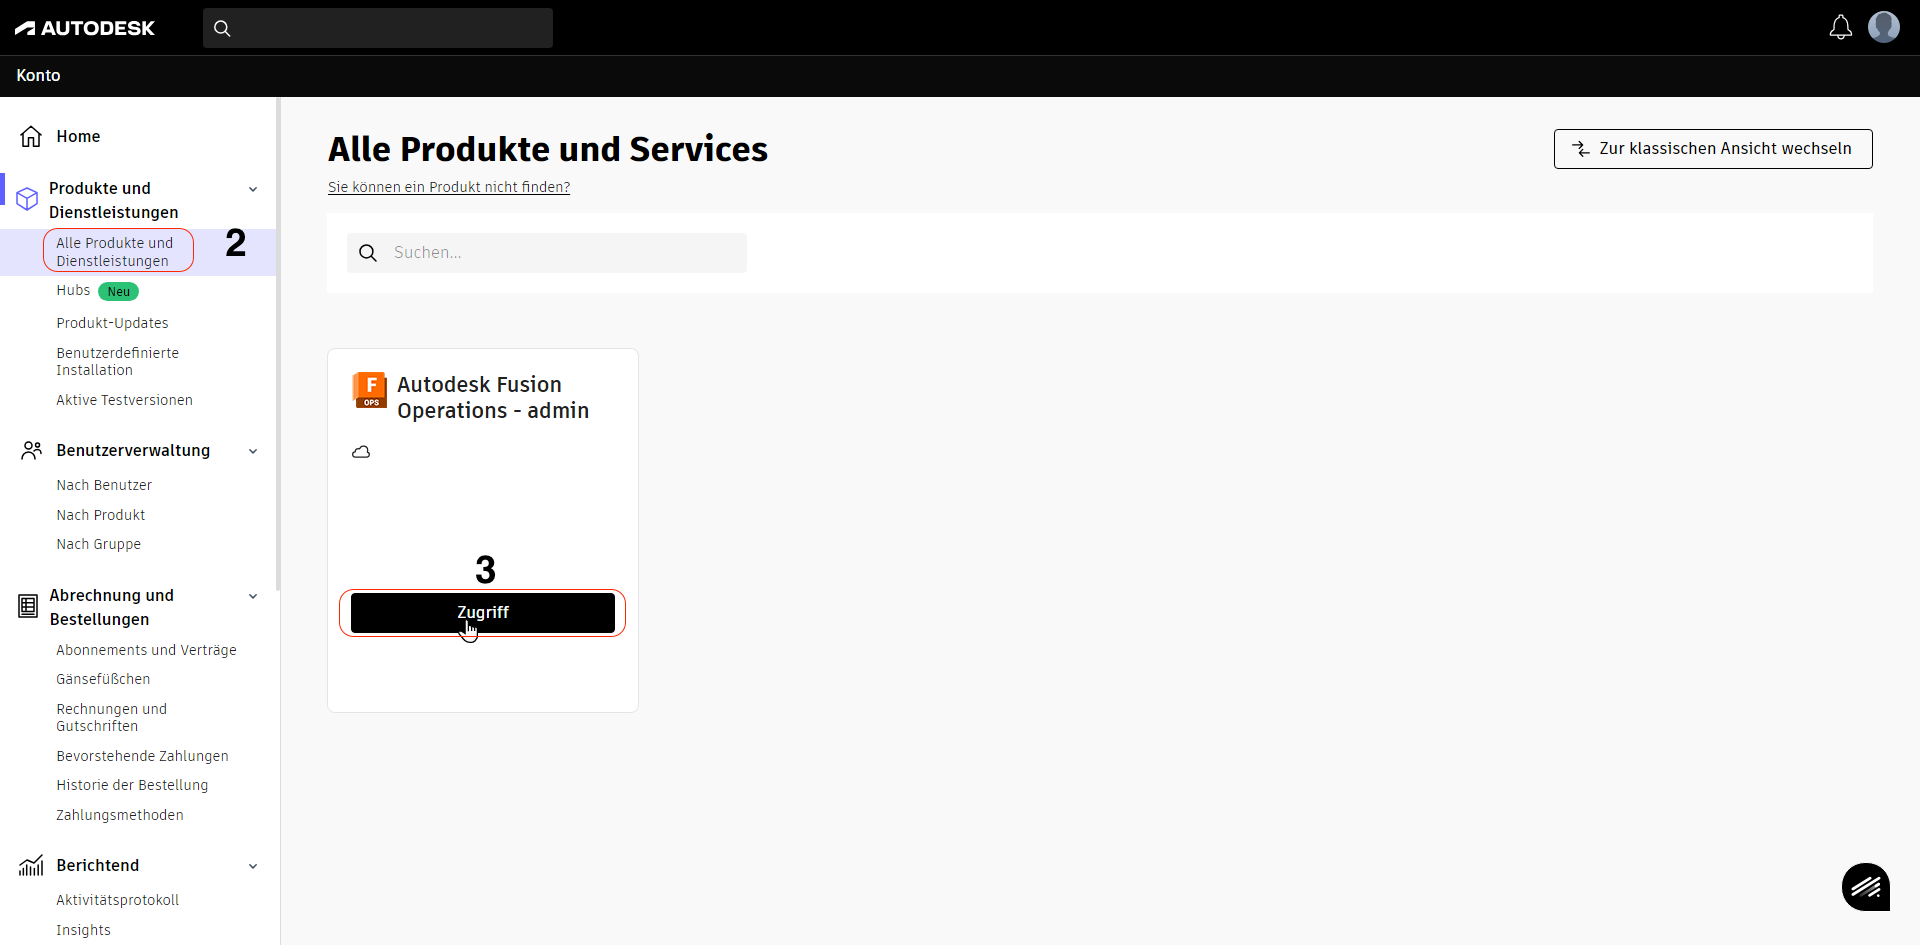 AUTODESK
Konto
Home
Produkte und
Dienstleistungen
Alle Produkte und
Dienstleistungen
2
Hubs Neu
Produkt-Updates
Benutzerdefinierte
Installation
Aktive Testversionen
Benutzerverwaltung
Nach Benutzer
Nach Produkt
Nach Gruppe
Abrechnung und
Bestellungen
Abonnements und Verträge
Gänsefüßchen
Rechnungen und
Gutschriften
Bevorstehende Zahlungen
Historie der Bestellung
Zahlungsmethoden
Berichtend
Aktivitätsprotokoll
Insights
Alle Produkte und Services
Zur klassischen Ansicht wechseln
Sie können ein Produkt nicht finden?
Suchen...
F
OPS
Autodesk Fusion
Operations - admin
3
Zugriff